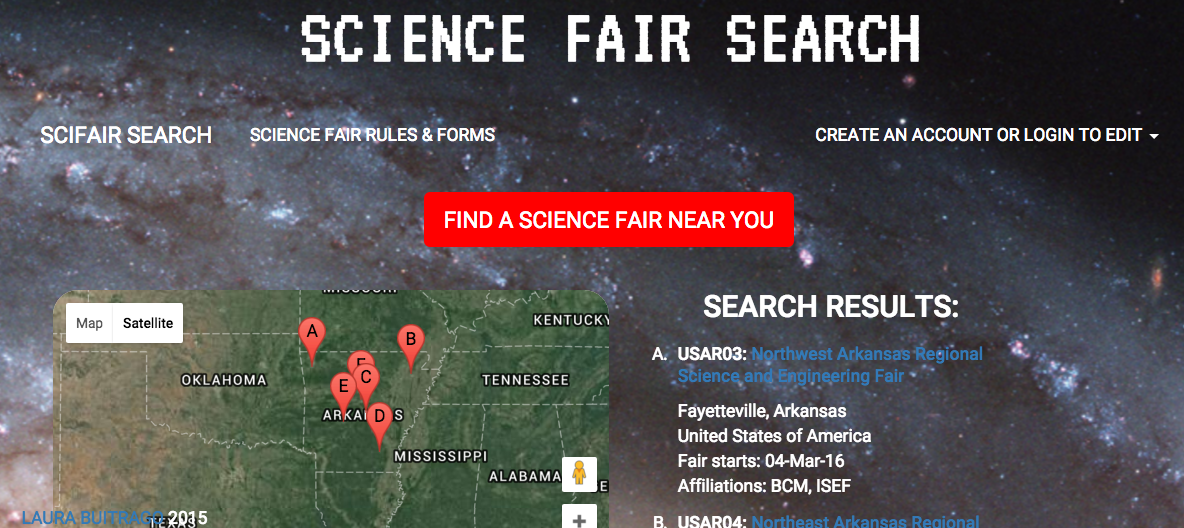 SCIENCE FAIR SEARCH
SCIFAIR SEARCH
SCIENCE FAIR RULES & FORMS
CREATE AN ACCOUNT OR LOGIN TO EDIT
FIND A SCIENCE FAIR NEAR YOU
Map
Satellite
MISSOURI
KENTUCKY
A
B
C
E
D
OKLAHOMA
TENNESSEE
MISSISSIPPI
ALABAMA
TEXAS
LAURA BUITRAGO 2015
SEARCH RESULTS:
A. USAR03: Northwest Arkansas Regional
Science and Engineering Fair
Fayetteville, Arkansas
United States of America
Fair starts: 04-Mar-16
Affiliations: BCM, ISEF
B. USAR04: Northeast Arkansas Regional